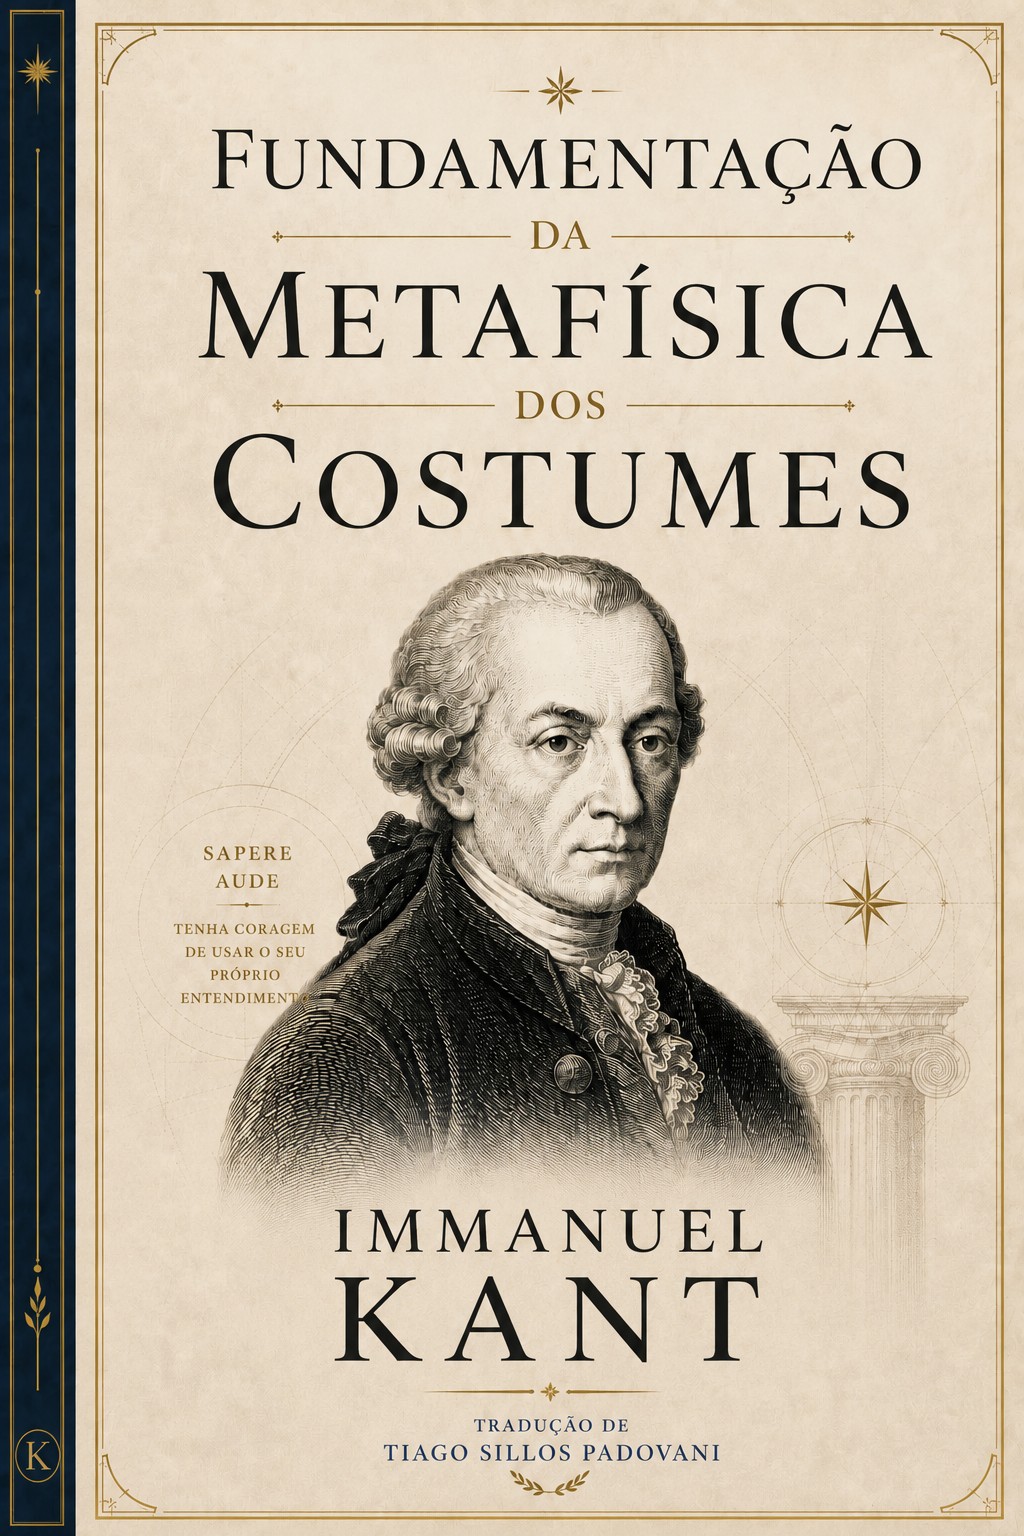 FUNDAMENTAÇÃO
DA
METAFÍSICA
DOS
COSTUMES
SAPERE
AUDE
TENHA CORAGEM
DE USAR O SEU
PRÓPRIO
ENTENDIMENTO
IMMANUEL
KANT
TRADUÇÃO DE
TIAGO SILLOS PADOVANI
K